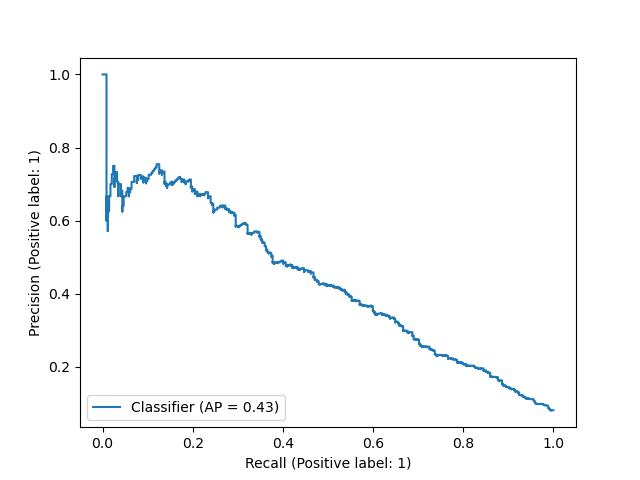 1.0
0.8
0.6
0.4
0.2
Precision (Positive label: 1)
Classifier (AP = 0.43)
0.0 0.2 0.4 0.6 0.8 1.0
Recall (Positive label: 1)